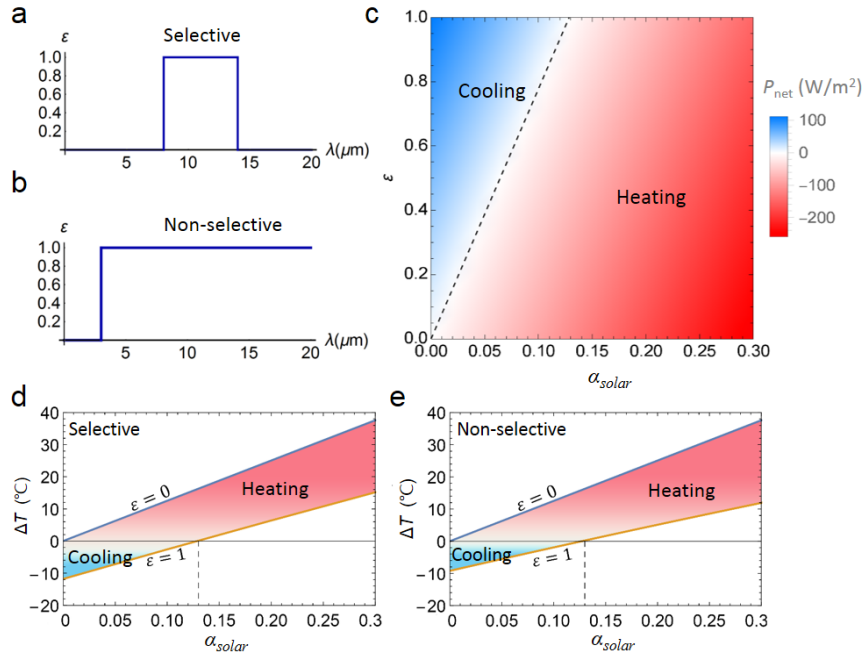 a
Selective
ε
1.0
0.8
0.6
0.4
0.2
5 10 15 20 λ(μm)
b
Non-selective
ε
1.0
0.8
0.6
0.4
0.2
5 10 15 20 λ(μm)
c
1.0
0.8
0.6
0.4
0.2
0.0
ε
Cooling
Heating
0.00 0.05 0.10 0.15 0.20 0.25 0.30
α_solar
P_net (W/m²)
100
0
-100
-200
d
Selective
40
30
20
10
0
-10
-20
ΔT (℃)
ε = 0
Heating
Cooling
ε = 1
0 0.05 0.10 0.15 0.20 0.25 0.3
α_solar
e
Non-selective
40
30
20
10
0
-10
-20
ΔT (℃)
ε = 0
Heating
Cooling
ε = 1
0 0.05 0.10 0.15 0.20 0.25 0.3
α_solar